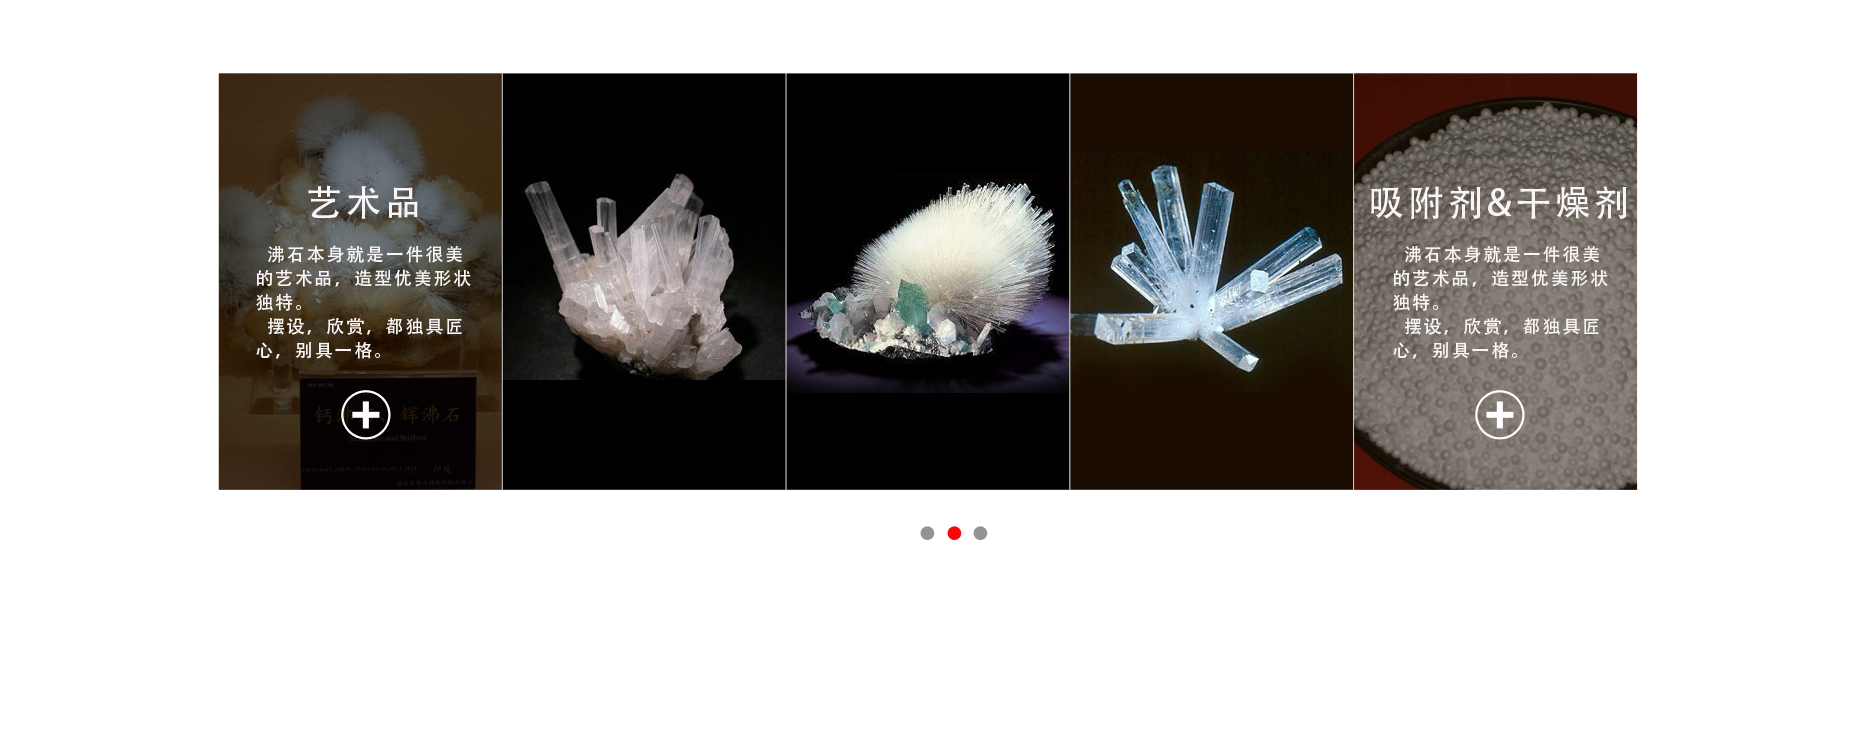 艺术品
沸石本身就是一件很美
的艺术品，造型优美形状
独特。
摆设，欣赏，都独具匠
心，别具一格。
辉沸石
吸附剂&干燥剂
沸石本身就是一件很美
的艺术品，造型优美形状
独特。
摆设，欣赏，都独具匠
心，别具一格。